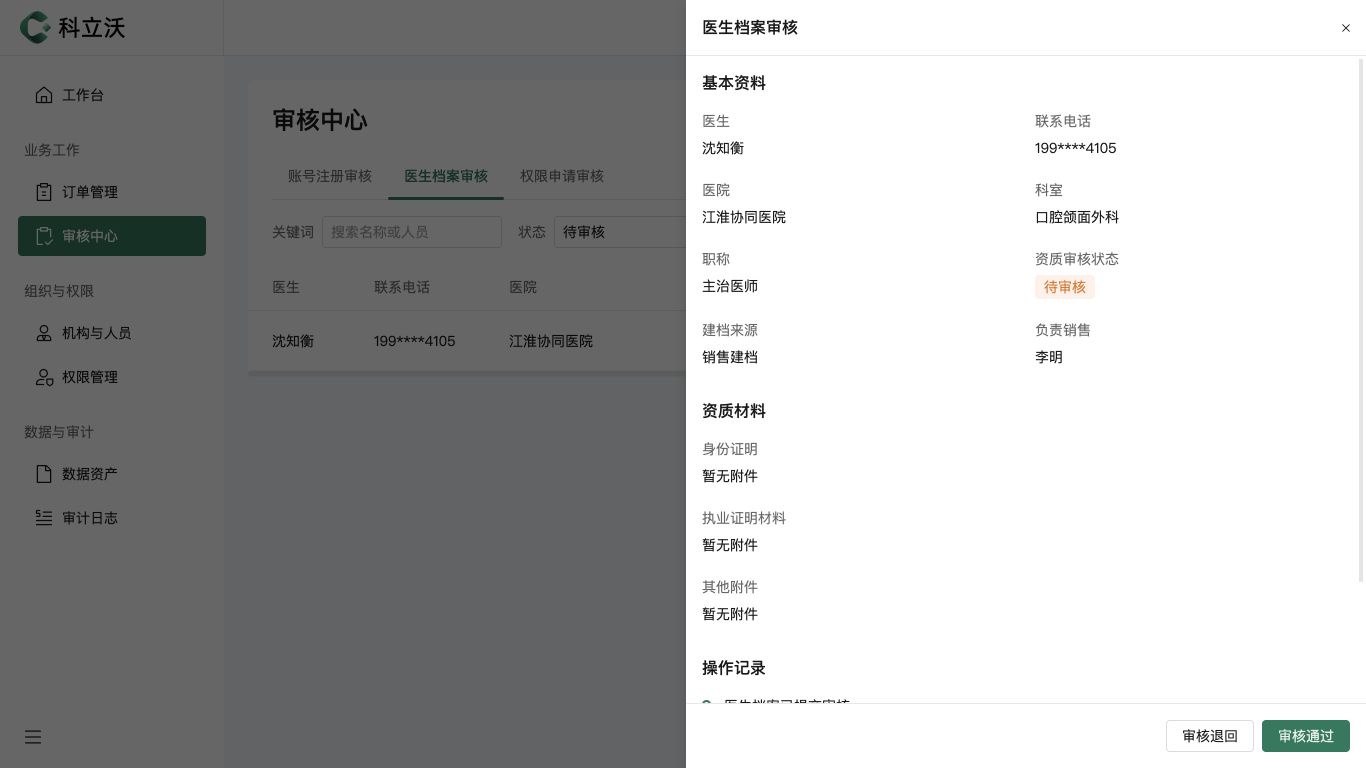 科立沃
工作台
业务工作
订单管理
审核中心
组织与权限
机构与人员
权限管理
数据与审计
数据资产
审计日志
审核中心
账号注册审核 医生档案审核 权限申请审核
关键词 搜索名称或人员 状态 待审核
医生 联系电话 医院
沈知衡 199****4105 江淮协同医院
医生档案审核
基本资料
医生 联系电话
沈知衡 199****4105
医院 科室
江淮协同医院 口腔颌面外科
职称 资质审核状态
主治医师 待审核
建档来源 负责销售
销售建档 李明
资质材料
身份证明
暂无附件
执业证明材料
暂无附件
其他附件
暂无附件
操作记录
医生档案已提交审核
审核退回 审核通过